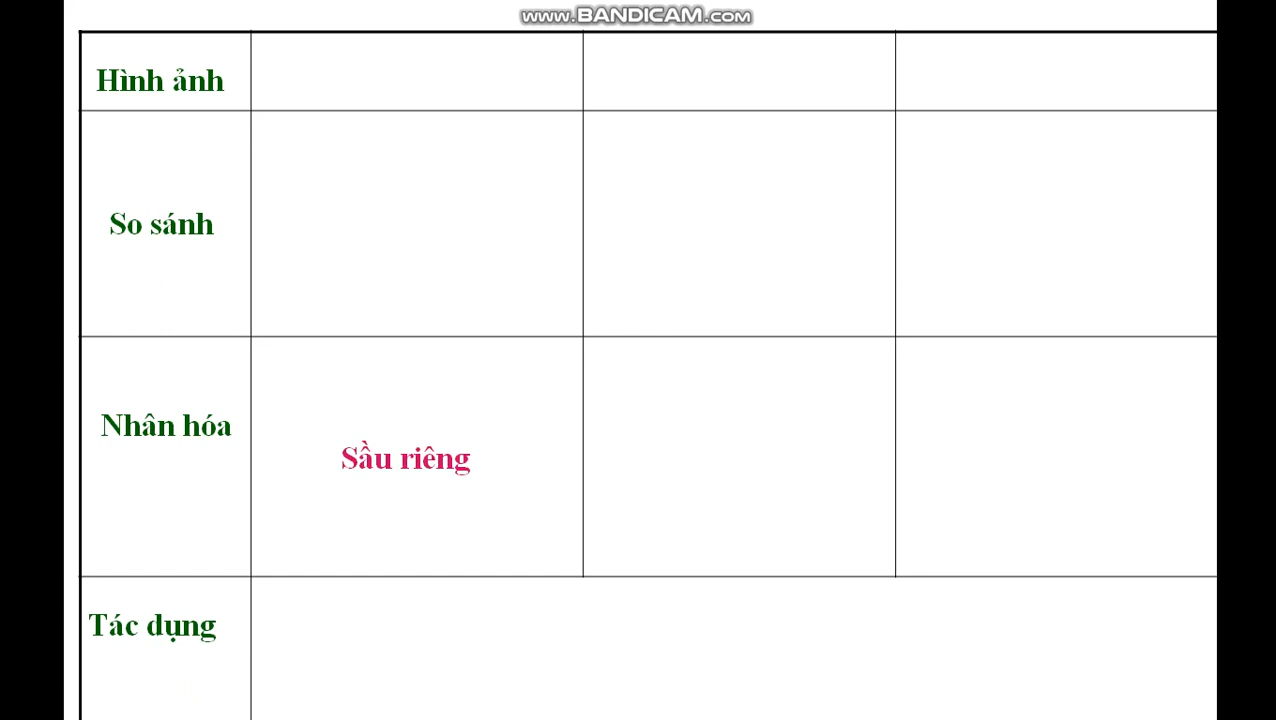 www.BANDICAM.com
Hình ảnh
So sánh
Nhân hóa
Sầu riêng
Tác dụng